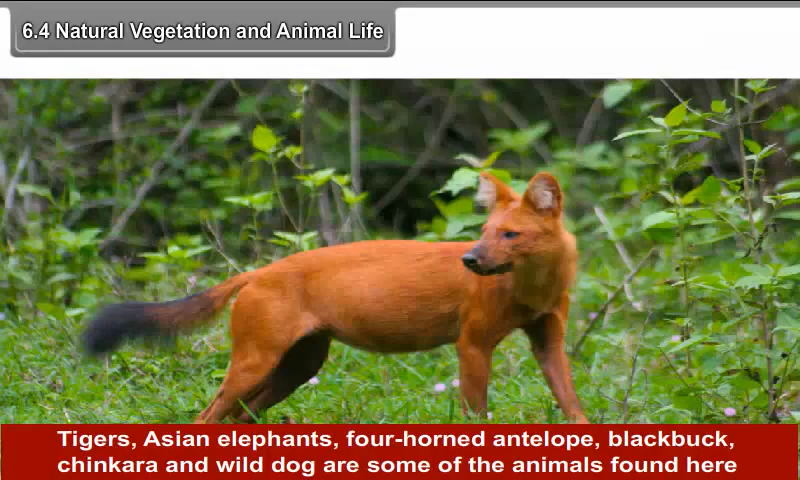 6.4 Natural Vegetation and Animal Life
Tigers, Asian elephants, four-horned antelope, blackbuck,
chinkara and wild dog are some of the animals found here